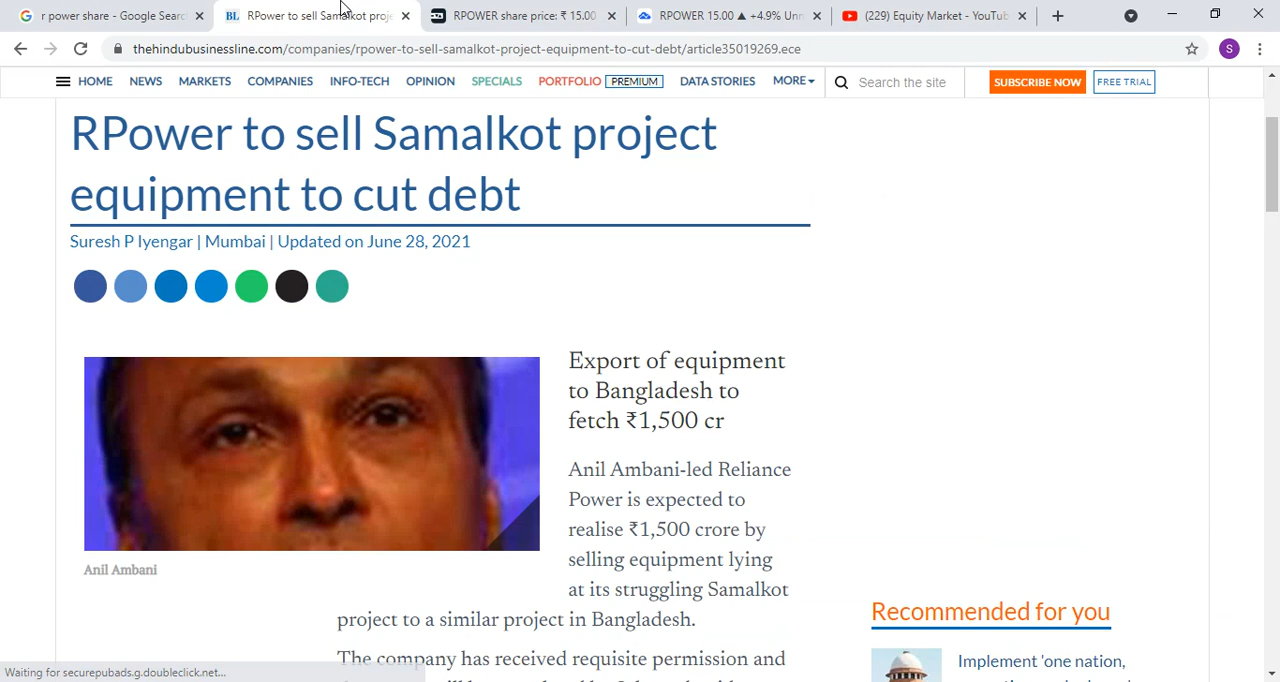 r power share - Google Searc
RPower to sell Samalkot proje
RPOWER share price: ₹ 15.00
RPOWER 15.00 ▲ +4.9% Unn
(229) Equity Market - YouTub
thehindubusinessline.com/companies/rpower-to-sell-samalkot-project-equipment-to-cut-debt/article35019269.ece
S
HOME NEWS MARKETS COMPANIES INFO-TECH OPINION SPECIALS PORTFOLIO PREMIUM DATA STORIES MORE Search the site SUBSCRIBE NOW FREE TRIAL
RPower to sell Samalkot project
equipment to cut debt
Suresh P Iyengar | Mumbai | Updated on June 28, 2021
Export of equipment
to Bangladesh to
fetch ₹1,500 cr
Anil Ambani-led Reliance
Power is expected to
realise ₹1,500 crore by
selling equipment lying
at its struggling Samalkot
project to a similar project in Bangladesh.
The company has received requisite permission and
Anil Ambani
Recommended for you
Implement 'one nation,
Waiting for securepubads.g.doubleclick.net...